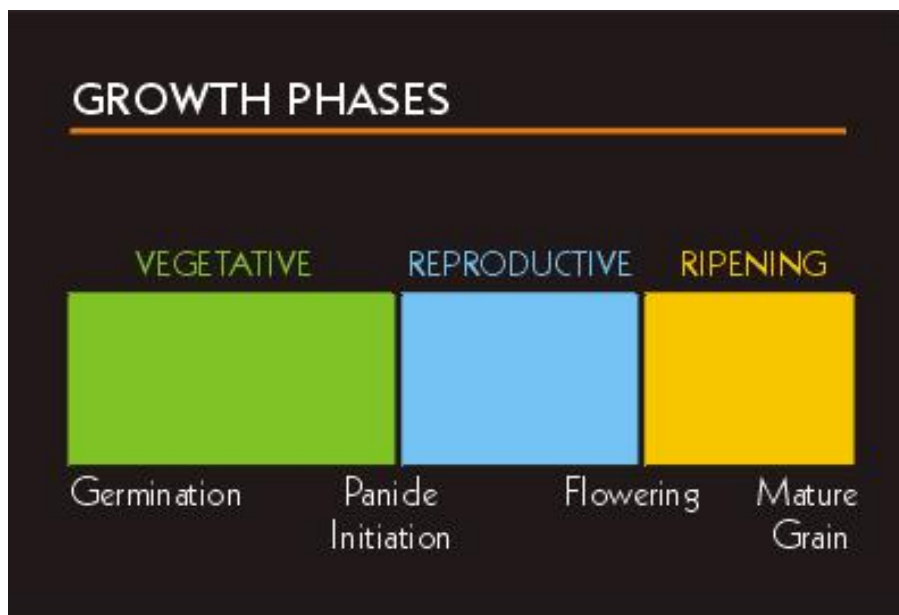 GROWTH PHASES
VEGETATIVE REPRODUCTIVE RIPENING
Germination Panicle Flowering Mature
Initiation Grain